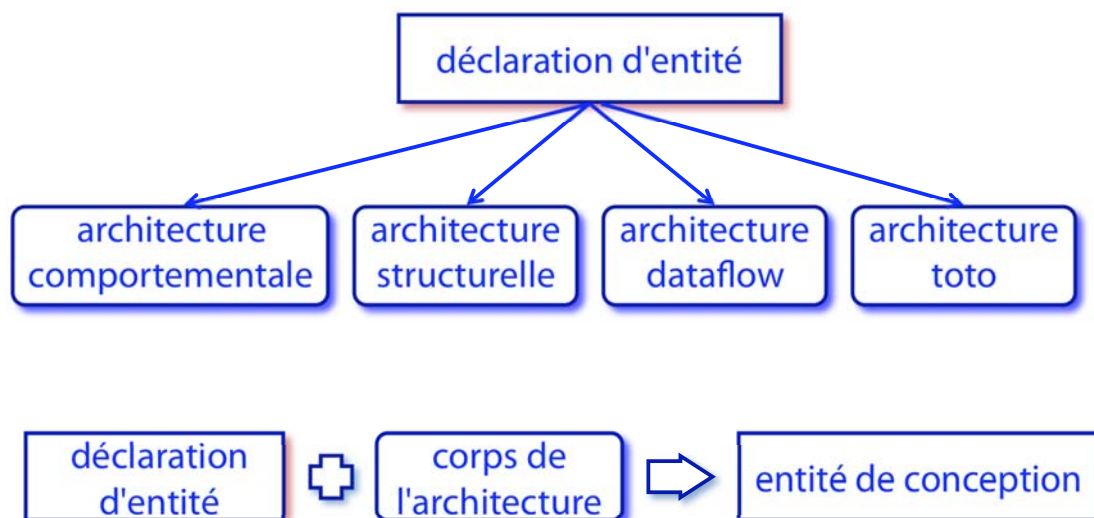 déclaration d'entité
architecture
comportementale
architecture
structurelle
architecture
dataflow
architecture
toto
déclaration
d'entité
corps de
l'architecture
entité de conception